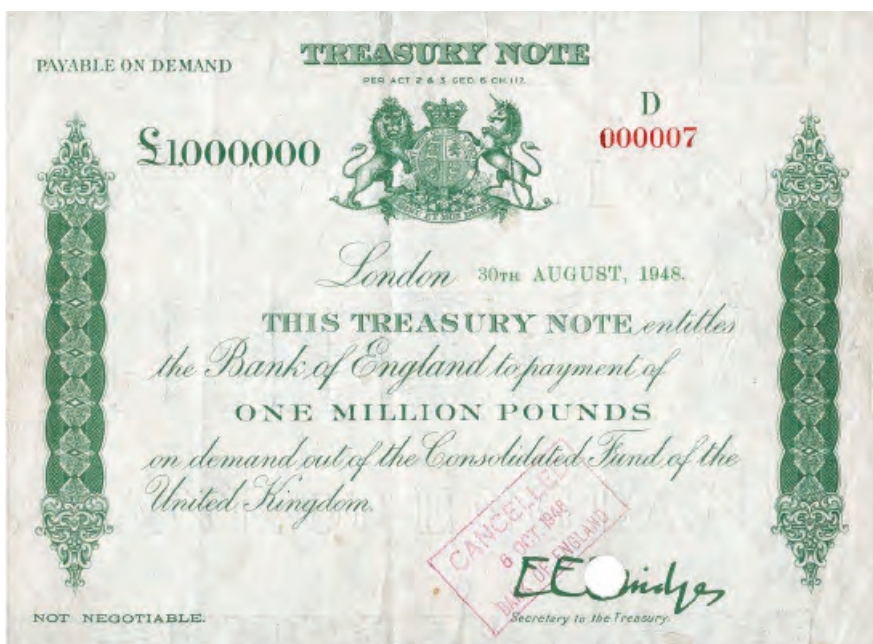 PAYABLE ON DEMAND
TREASURY NOTE
PER ACT 2 & 3 GEO. 6 CH. 117.
£1,000,000
D
000007
London 30TH AUGUST, 1948.
THIS TREASURY NOTE entitles
the Bank of England to payment of
ONE MILLION POUNDS
on demand out of the Consolidated Fund of the
United Kingdom.
CANCELLED
6 OCT. 1948
BANK OF ENGLAND
Secretary to the Treasury.
NOT NEGOTIABLE.